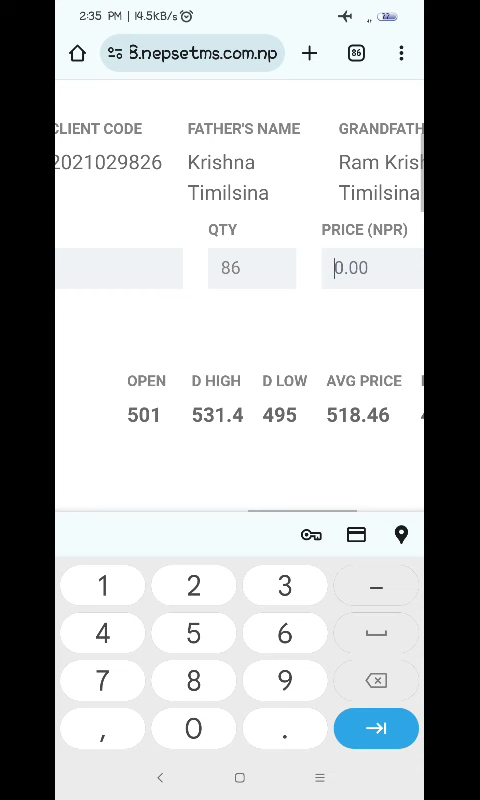 2:35 PM | 14.5KB/s
22
8.nepsetms.com.np
86
CLIENT CODE FATHER'S NAME GRANDFATH
2021029826 Krishna Ram Krish
Timilsina Timilsina
QTY PRICE (NPR)
86 0.00
OPEN D HIGH D LOW AVG PRICE
501 531.4 495 518.46
1 2 3 –
4 5 6
7 8 9
, 0 .